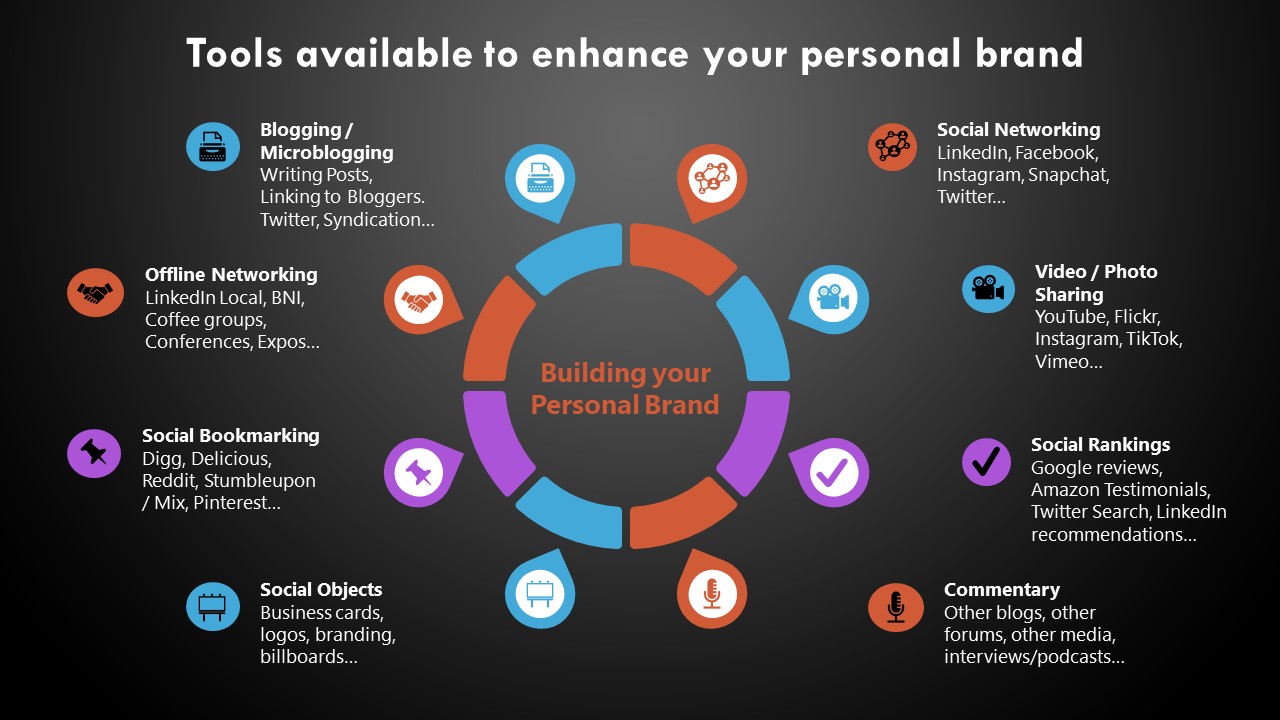 Tools available to enhance your personal brand
Blogging /
Microblogging
Writing Posts,
Linking to Bloggers.
Twitter, Syndication...
Social Networking
LinkedIn, Facebook,
Instagram, Snapchat,
Twitter...
Offline Networking
LinkedIn Local, BNI,
Coffee groups,
Conferences, Expos...
Video / Photo
Sharing
YouTube, Flickr,
Instagram, TikTok,
Vimeo...
Building your
Personal Brand
Social Bookmarking
Digg, Delicious,
Reddit, Stumbleupon
/ Mix, Pinterest...
Social Rankings
Google reviews,
Amazon Testimonials,
Twitter Search, LinkedIn
recommendations...
Social Objects
Business cards,
logos, branding,
billboards...
Commentary
Other blogs, other
forums, other media,
interviews/podcasts...